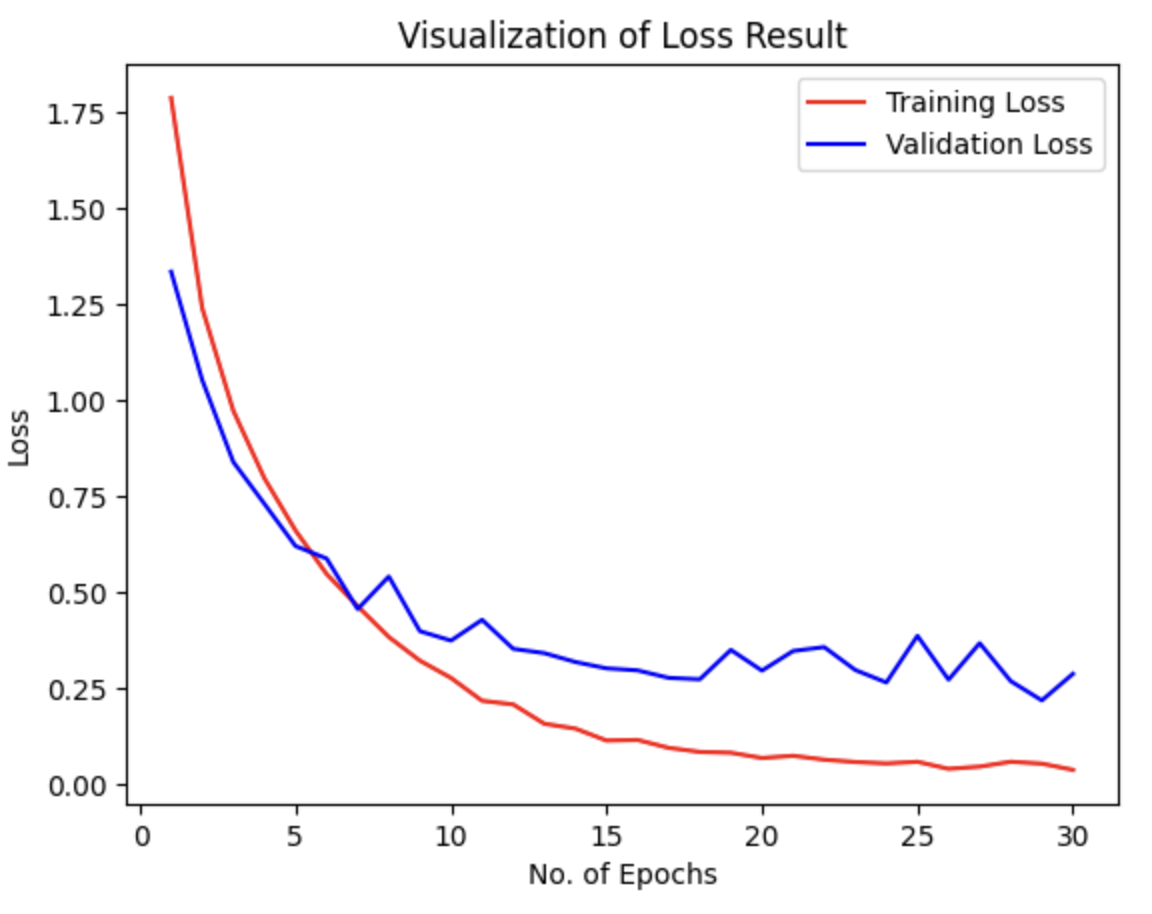 Visualization of Loss Result
Training Loss
Validation Loss
1.75
1.50
1.25
1.00
0.75
0.50
0.25
0.00
Loss
0 5 10 15 20 25 30
No. of Epochs